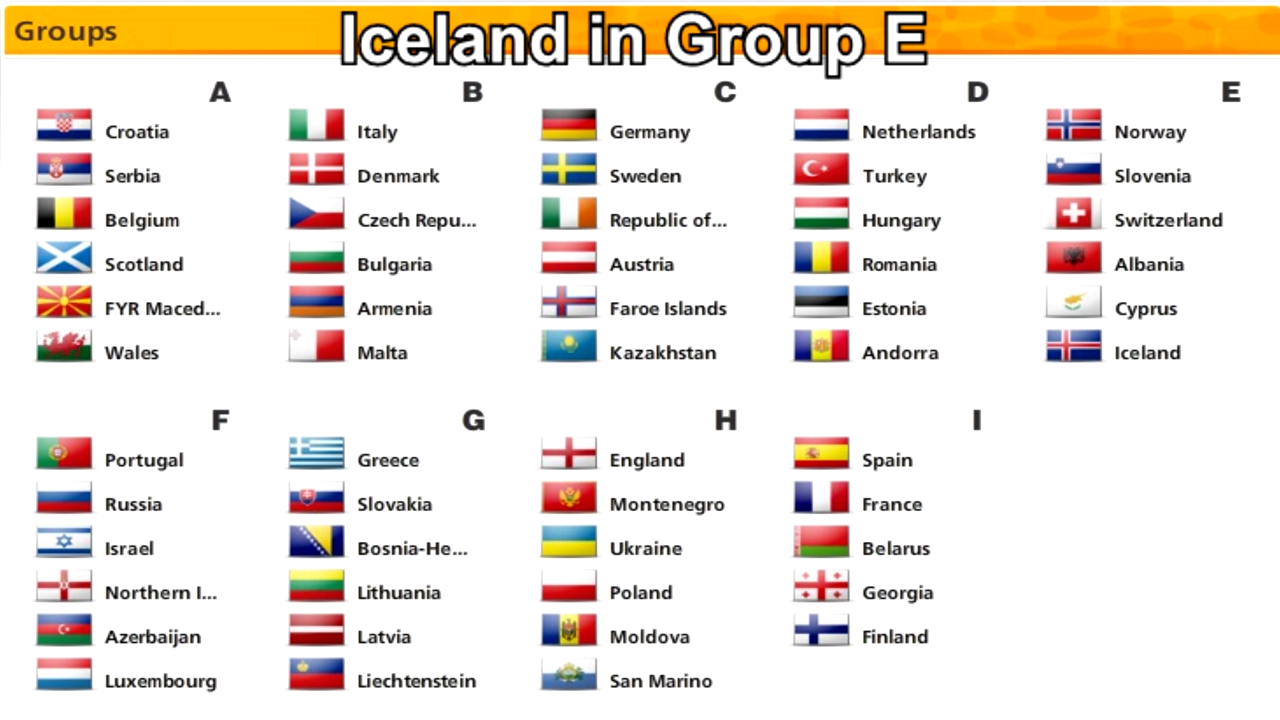 Groups
Iceland in Group E
A
Croatia
Serbia
Belgium
Scotland
FYR Maced...
Wales
B
Italy
Denmark
Czech Repu...
Bulgaria
Armenia
Malta
C
Germany
Sweden
Republic of...
Austria
Faroe Islands
Kazakhstan
D
Netherlands
Turkey
Hungary
Romania
Estonia
Andorra
E
Norway
Slovenia
Switzerland
Albania
Cyprus
Iceland
F
Portugal
Russia
Israel
Northern I...
Azerbaijan
Luxembourg
G
Greece
Slovakia
Bosnia-He...
Lithuania
Latvia
Liechtenstein
H
England
Montenegro
Ukraine
Poland
Moldova
San Marino
I
Spain
France
Belarus
Georgia
Finland